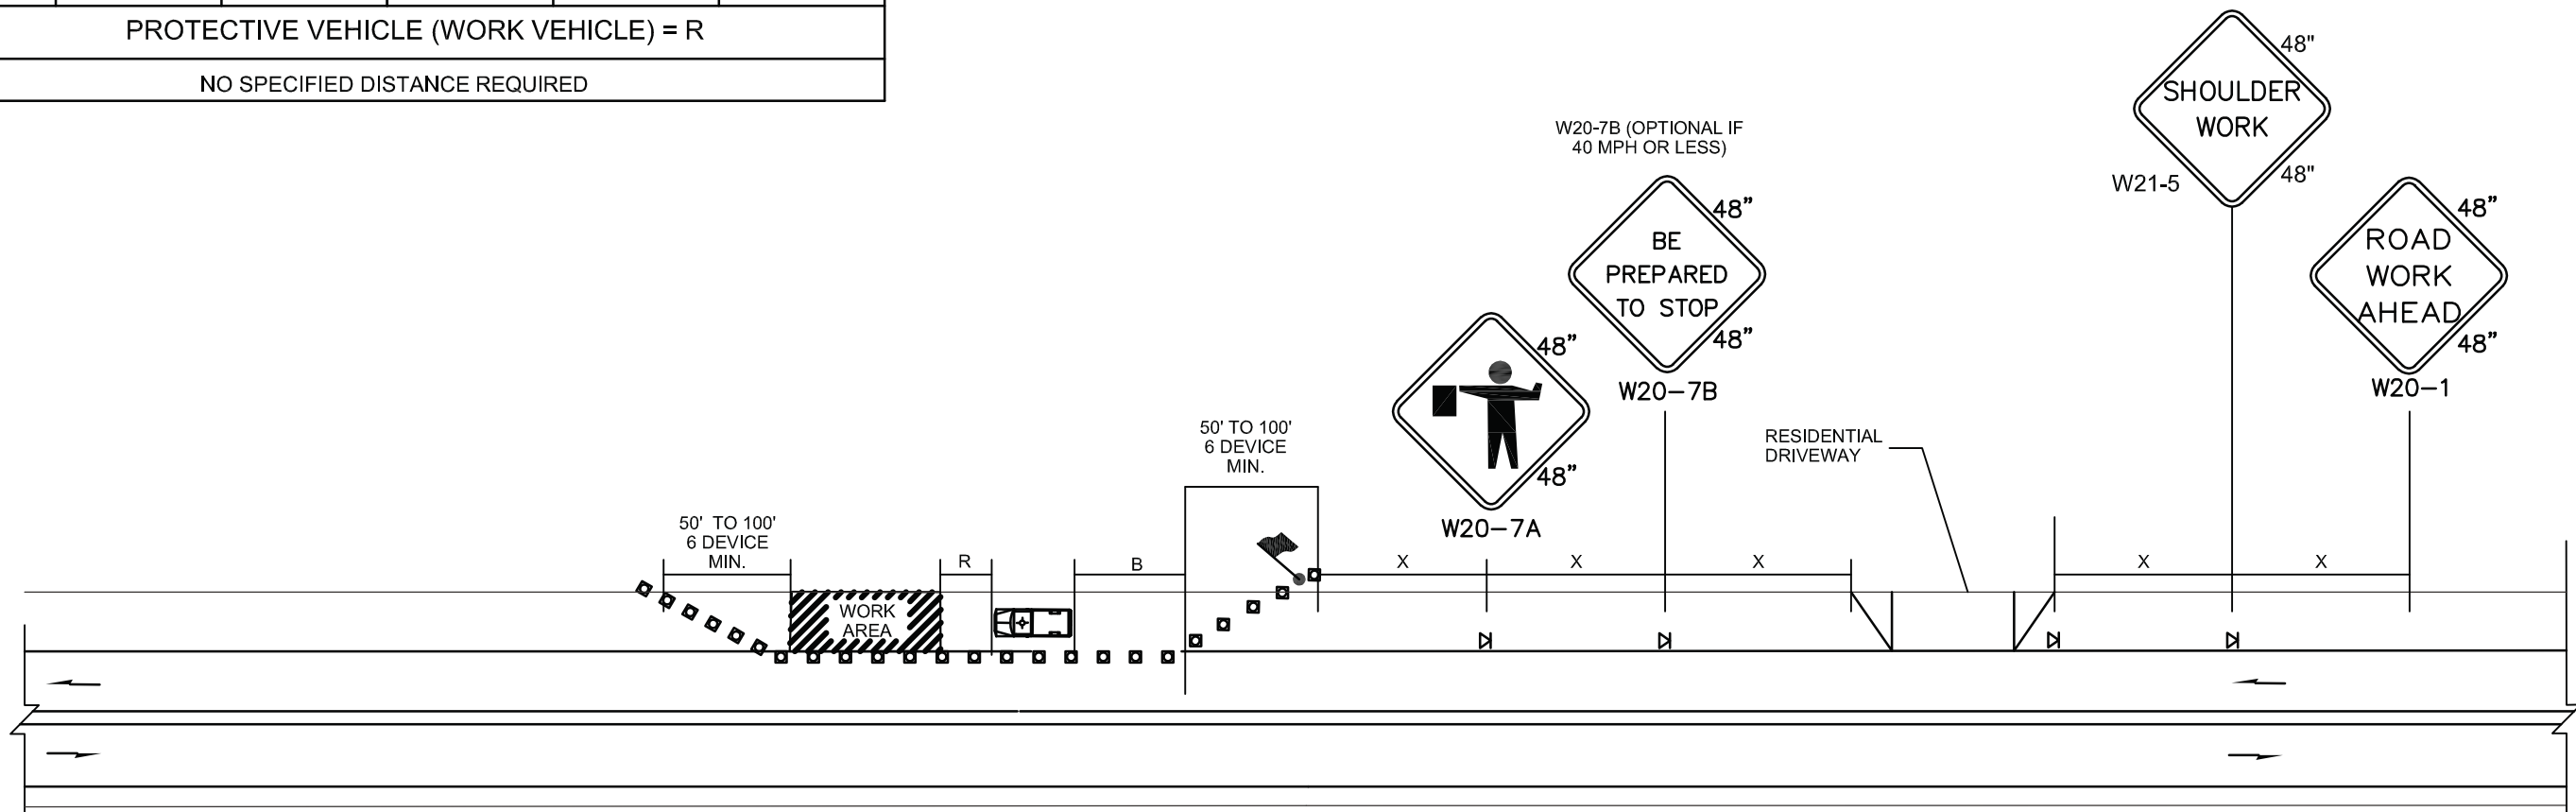 PROTECTIVE VEHICLE (WORK VEHICLE) = R
NO SPECIFIED DISTANCE REQUIRED
SHOULDER
WORK
48"
48"
W21-5
W20-7B (OPTIONAL IF
40 MPH OR LESS)
BE
PREPARED
TO STOP
48”
48”
W20-7B
ROAD
WORK
AHEAD
48”
48”
W20-1
48”
48”
W20-7A
50' TO 100'
6 DEVICE
MIN.
RESIDENTIAL
DRIVEWAY
50' TO 100'
6 DEVICE
MIN.
R
B
X
X
X
X
X
WORK
AREA